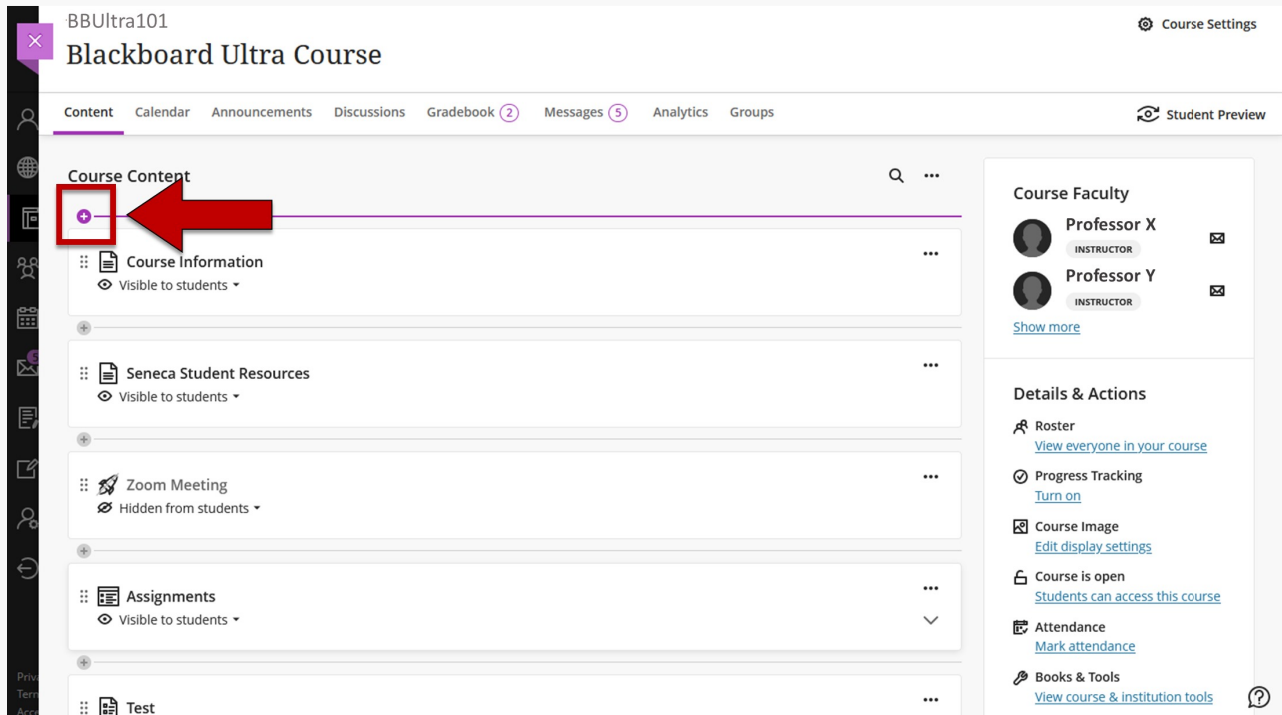 BBUltra101
Course Settings
Blackboard Ultra Course
Content Calendar Announcements Discussions Gradebook 2 Messages 5 Analytics Groups
Student Preview
Course Content
Course Information
Visible to students
Seneca Student Resources
Visible to students
Zoom Meeting
Hidden from students
Assignments
Visible to students
Test
Course Faculty
Professor X
INSTRUCTOR
Professor Y
INSTRUCTOR
Show more
Details & Actions
Roster
View everyone in your course
Progress Tracking
Turn on
Course Image
Edit display settings
Course is open
Students can access this course
Attendance
Mark attendance
Books & Tools
View course & institution tools
5